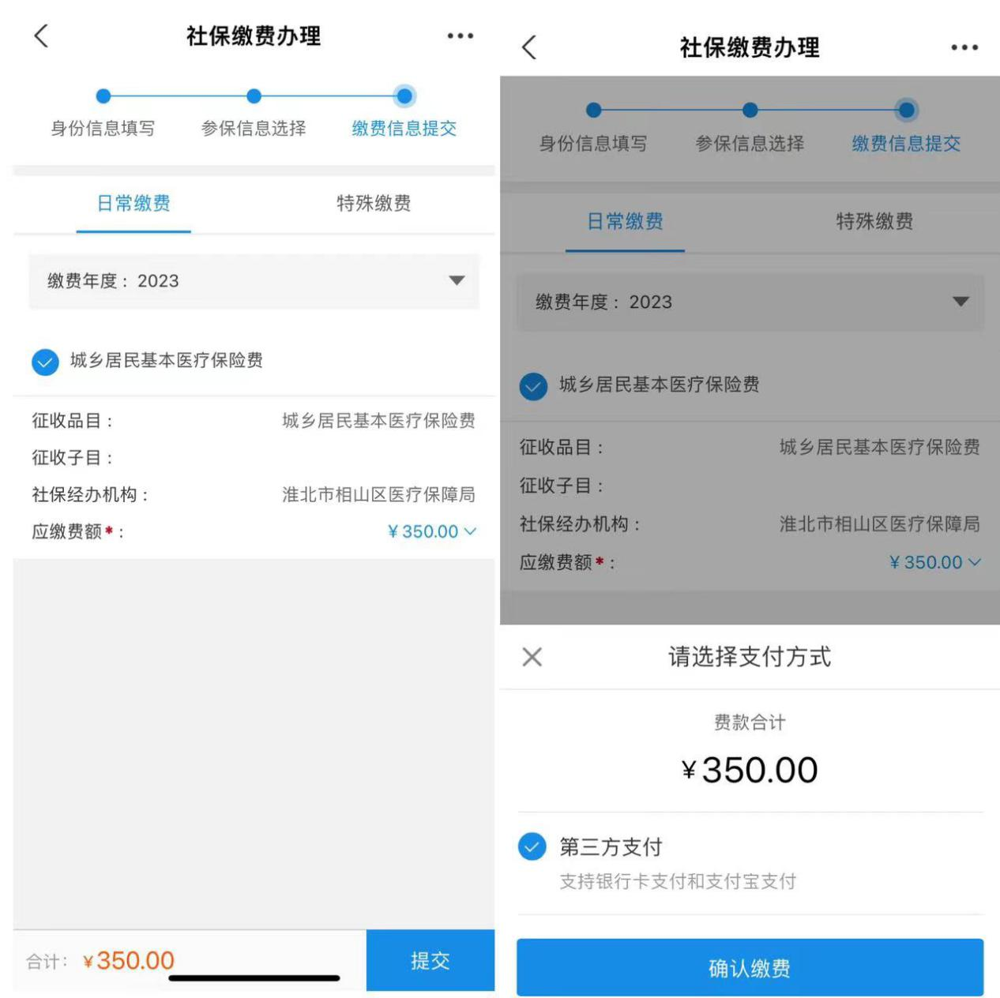 社保缴费办理
身份信息填写 参保信息选择 缴费信息提交
日常缴费 特殊缴费
缴费年度：2023
城乡居民基本医疗保险费
征收品目： 城乡居民基本医疗保险费
征收子目：
社保经办机构： 淮北市相山区医疗保障局
应缴费额*： ¥350.00
合计： ¥350.00 提交
社保缴费办理
身份信息填写 参保信息选择 缴费信息提交
日常缴费 特殊缴费
缴费年度：2023
城乡居民基本医疗保险费
征收品目： 城乡居民基本医疗保险费
征收子目：
社保经办机构： 淮北市相山区医疗保障局
应缴费额*： ¥350.00
请选择支付方式
费款合计
¥350.00
第三方支付
支持银行卡支付和支付宝支付
确认缴费